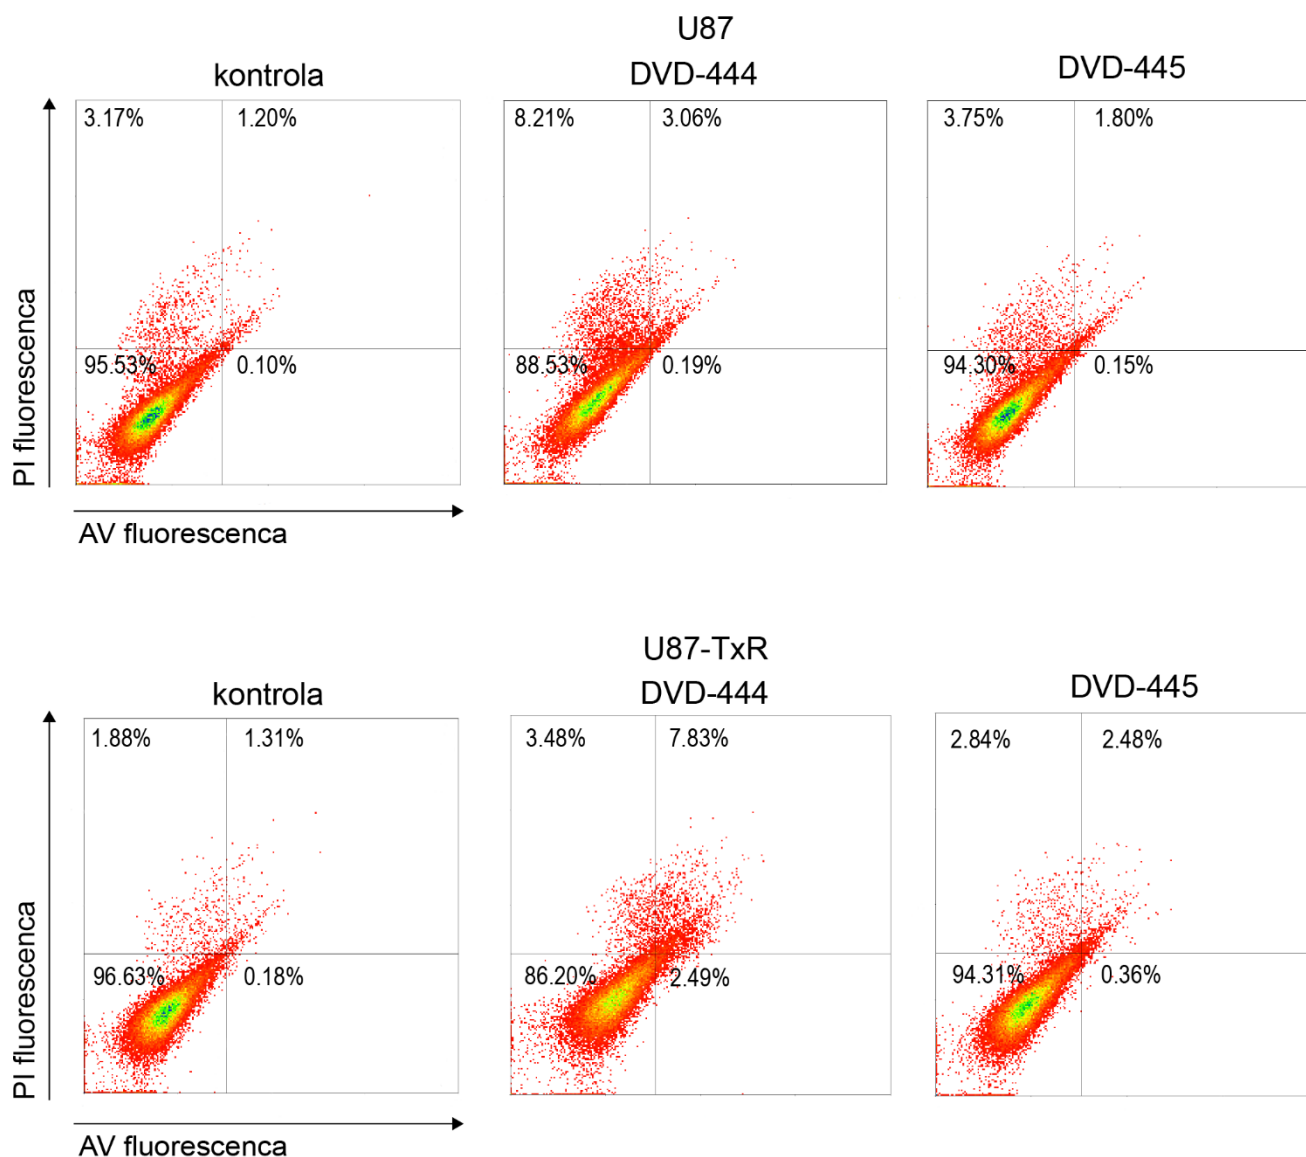 U87
kontrola
DVD-444
DVD-445
3.17%
1.20%
8.21%
3.06%
3.75%
1.80%
95.53%
0.10%
88.53%
0.19%
94.30%
0.15%
PI fluorescenca
AV fluorescenca
U87-TxR
kontrola
DVD-444
DVD-445
1.88%
1.31%
3.48%
7.83%
2.84%
2.48%
96.63%
0.18%
86.20%
2.49%
94.31%
0.36%
PI fluorescenca
AV fluorescenca